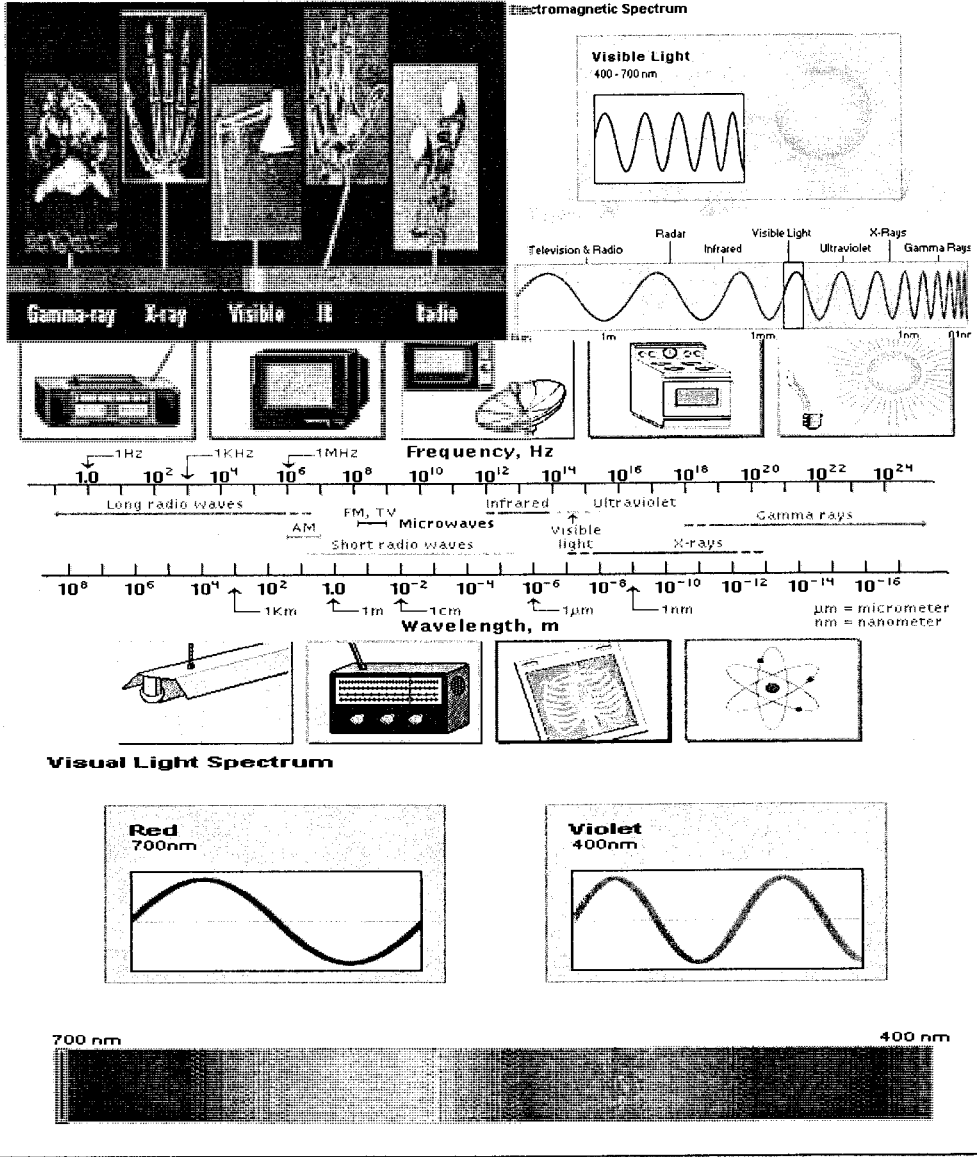 Electromagnetic Spectrum
Visible Light
400 - 700 nm
Gamma-ray X-ray Visible IR Radio
Television & Radio Radar Infrared Visible Light Ultraviolet X-Rays Gamma Rays
1m 1mm 1nm
Frequency, Hz
1Hz 1KHz 1MHz
1.0 10² 10⁴ 10⁶ 10⁸ 10¹⁰ 10¹² 10¹⁴ 10¹⁶ 10¹⁸ 10²⁰ 10²² 10²⁴
Long radio waves FM, TV Infrared Ultraviolet
AM Microwaves Visible light Gamma rays
Short radio waves X-rays
10⁸ 10⁶ 10⁴ 10² 1.0 10⁻² 10⁻⁴ 10⁻⁶ 10⁻⁸ 10⁻¹⁰ 10⁻¹² 10⁻¹⁴ 10⁻¹⁶
1Km 1m 1cm 1µm 1nm
Wavelength, m
µm = micrometer
nm = nanometer
Visual Light Spectrum
Red
700nm
Violet
400nm
700 nm 400 nm